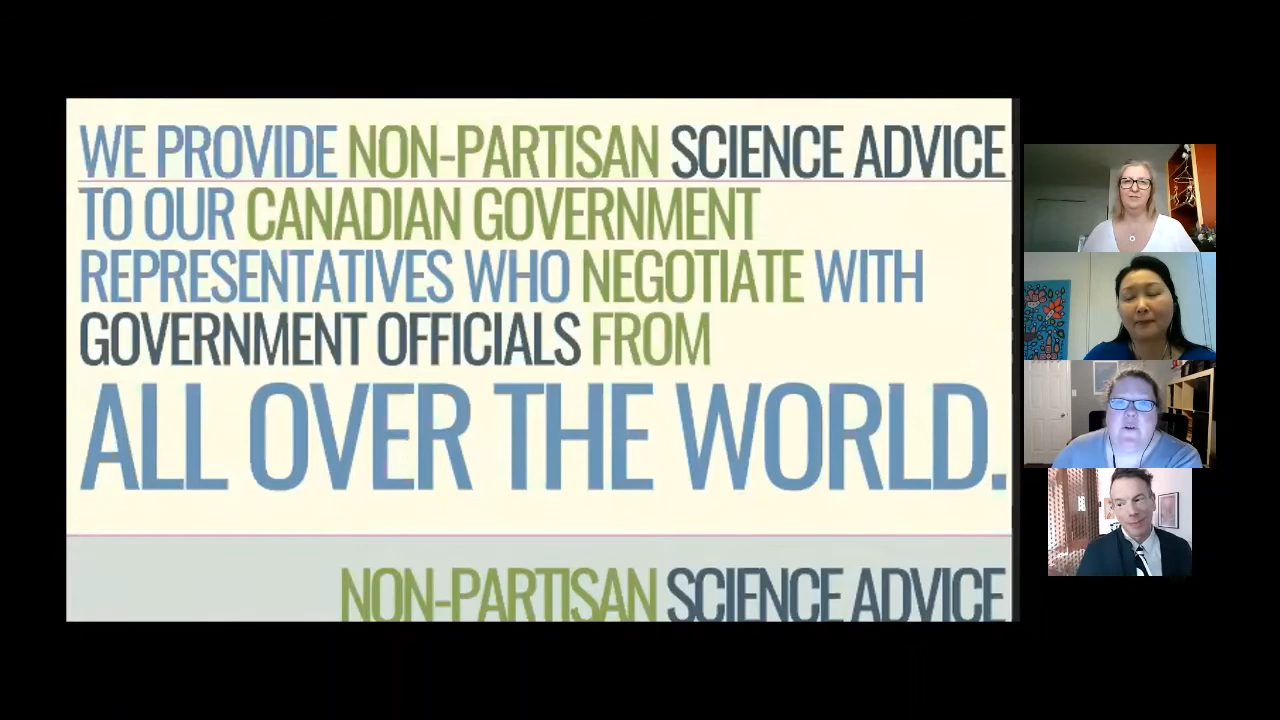 WE PROVIDE NON-PARTISAN SCIENCE ADVICE
TO OUR CANADIAN GOVERNMENT
REPRESENTATIVES WHO NEGOTIATE WITH
GOVERNMENT OFFICIALS FROM
ALL OVER THE WORLD.
NON-PARTISAN SCIENCE ADVICE